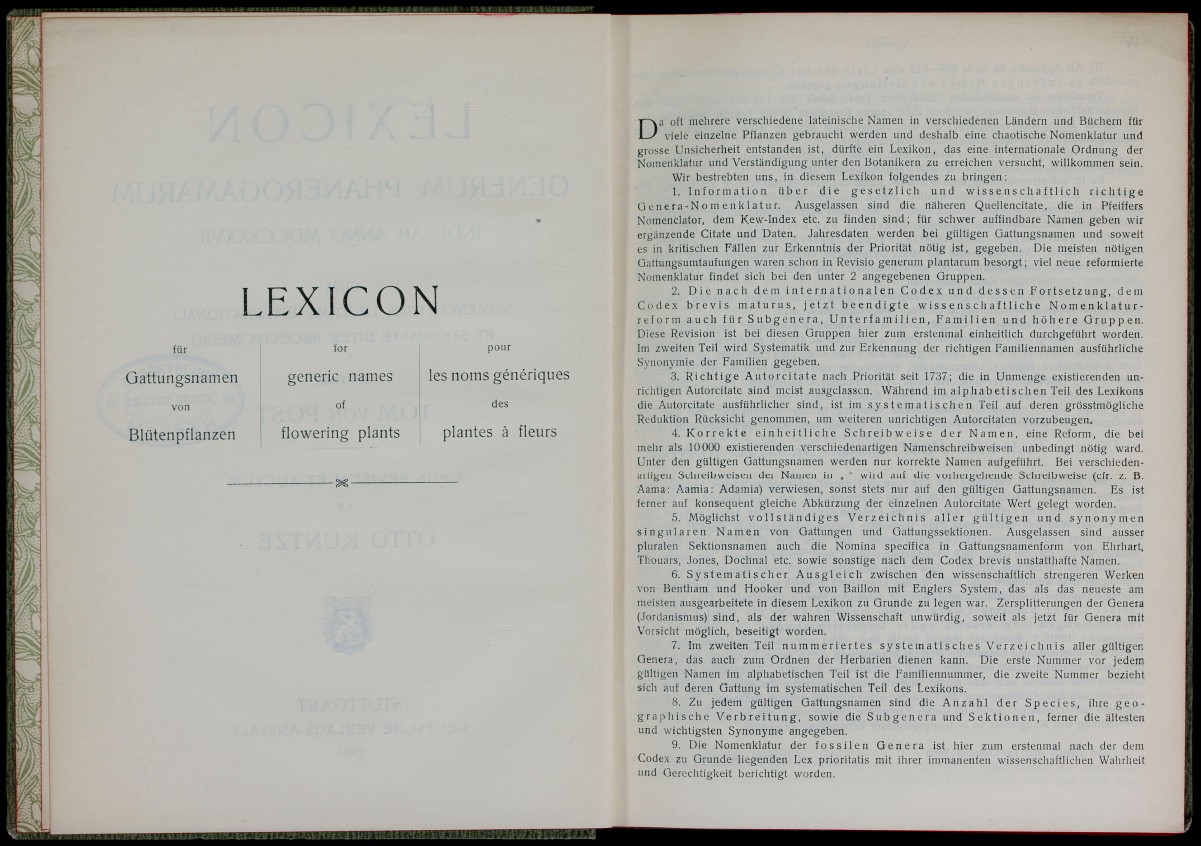 LEXICON
für
Gattungsnamen
von
Blütenpflanzen
for
generic names
of
flowering plants
pour
les noms génériques
des
plantes à fleurs
Da oft mehrere verschiedene lateinische Namen in verschiedenen Ländern und Büchern für
viele einzelne Pflanzen gebraucht werden und deshalb eine chaotische Nomenklatur und
grosse Unsicherheit entstanden ist, dürfte ein Lexikon, das eine internationale Ordnung der
Nomenklatur und Verständigung unter den Botanikern zu erreichen versucht, willkommen sein.
Wir bestrebten uns, in diesem Lexikon folgendes zu bringen:
1. Information über die gesetzlich und wissenschaftlich richtige
Genera-Nomenklatur. Ausgelassen sind die näheren Quellencitate, die in Pfeiffers
Nomenclator, dem Kew-Index etc. zu finden sind; für schwer auffindbare Namen geben wir
ergänzende Citate und Daten. Jahresdaten werden bei gültigen Gattungsnamen und soweit
es in kritischen Fällen zur Erkenntnis der Priorität nötig ist, gegeben. Die meisten nötigen
Gattungsumtaufungen waren schon in Revisio generum plantarum besorgt; viel neue reformierte
Nomenklatur findet sich bei den unter 2 angegebenen Gruppen.
2. Die nach dem internationalen Codex und dessen Fortsetzung, dem
Codex brevis maturus, jetzt beendigte wissenschaftliche Nomenklatur-
reform auch für Subgenera, Unterfamilien, Familien und höhere Gruppen.
Diese Revision ist bei diesen Gruppen hier zum erstenmal einheitlich durchgeführt worden.
Im zweiten Teil wird Systematik und zur Erkennung der richtigen Familiennamen ausführliche
Synonymie der Familien gegeben.
3. Richtige Autorcitate nach Priorität seit 1737; die in Unmenge existierenden un-
richtigen Autorcitate sind meist ausgelassen. Während im alphabetischen Teil des Lexikons
die Autorcitate ausführlicher sind, ist im systematischen Teil auf deren grösstmögliche
Reduktion Rücksicht genommen, um weiteren unrichtigen Autorcitaten vorzubeugen.
4. Korrekte einheitliche Schreibweise der Namen, eine Reform, die bei
mehr als 10000 existierenden verschiedenartigen Namenschreibweisen unbedingt nötig ward.
Unter den gültigen Gattungsnamen werden nur korrekte Namen aufgeführt. Bei verschieden-
artigen Schreibweisen der Namen in „ “ wird auf die vorhergehende Schreibweise (cfr. z. B.
Aama: Aamia: Adamia) verwiesen, sonst stets nur auf den gültigen Gattungsnamen. Es ist
ferner auf konsequent gleiche Abkürzung der einzelnen Autorcitate Wert gelegt worden.
5. Möglichst vollständiges Verzeichnis aller gültigen und synonymen
singularen Namen von Gattungen und Gattungssektionen. Ausgelassen sind ausser
pluralen Sektionsnamen auch die Nomina specifica in Gattungsnamenform von Ehrhart,
Thouars, Jones, Dochnal etc. sowie sonstige nach dem Codex brevis unstatthafte Namen.
6. Systematischer Ausgleich zwischen den wissenschaftlich strengeren Werken
von Bentham und Hooker und von Baillon mit Englers System, das als das neueste am
meisten ausgearbeitete in diesem Lexikon zu Grunde zu legen war. Zersplitterungen der Genera
(Jordanismus) sind, als der wahren Wissenschaft unwürdig, soweit als jetzt für Genera mit
Vorsicht möglich, beseitigt worden.
7. Im zweiten Teil nummeriertes systematisches Verzeichnis aller gültigen
Genera, das auch zum Ordnen der Herbarien dienen kann. Die erste Nummer vor jedem
gültigen Namen im alphabetischen Teil ist die Familiennummer, die zweite Nummer bezieht
sich auf deren Gattung im systematischen Teil des Lexikons.
8. Zu jedem gültigen Gattungsnamen sind die Anzahl der Species, ihre geo-
graphische Verbreitung, sowie die Subgenera und Sektionen, ferner die ältesten
und wichtigsten Synonyme angegeben.
9. Die Nomenklatur der fossilen Genera ist hier zum erstenmal nach der dem
Codex zu Grunde liegenden Lex prioritatis mit ihrer immanenten wissenschaftlichen Wahrheit
und Gerechtigkeit berichtigt worden.